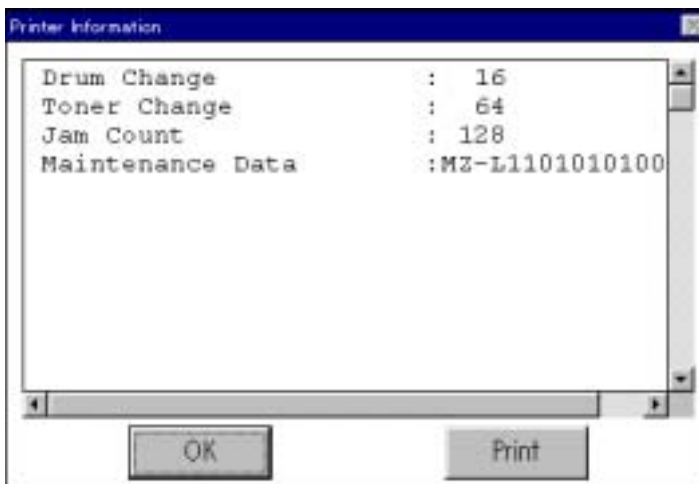 Printer Information
Drum Change : 16
Toner Change : 64
Jam Count : 128
Maintenance Data :MZ-L1101010100
OK Print